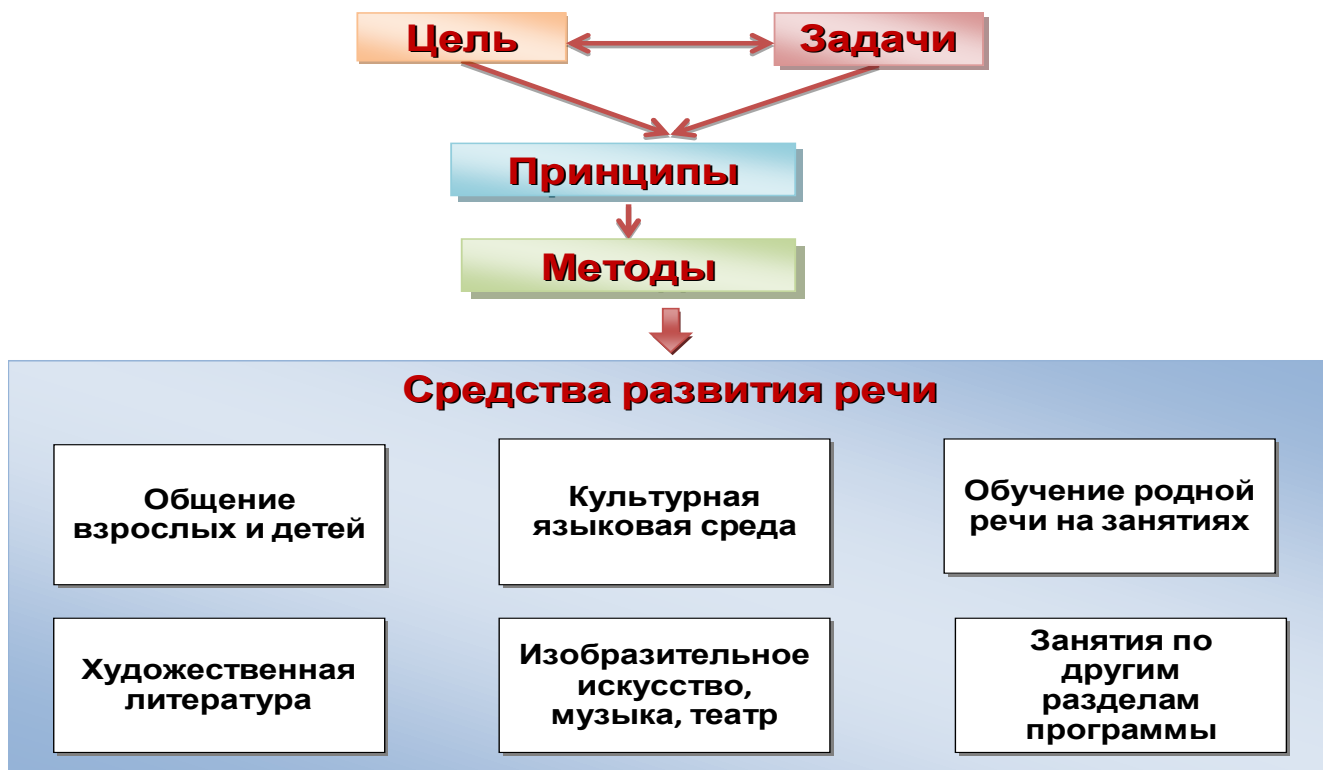 Цель
Задачи
Принципы
Методы
Средства развития речи
Общение
взрослых и детей
Культурная
языковая среда
Обучение родной
речи на занятиях
Художественная
литература
Изобразительное
искусство,
музыка, театр
Занятия по
другим
разделам
программы